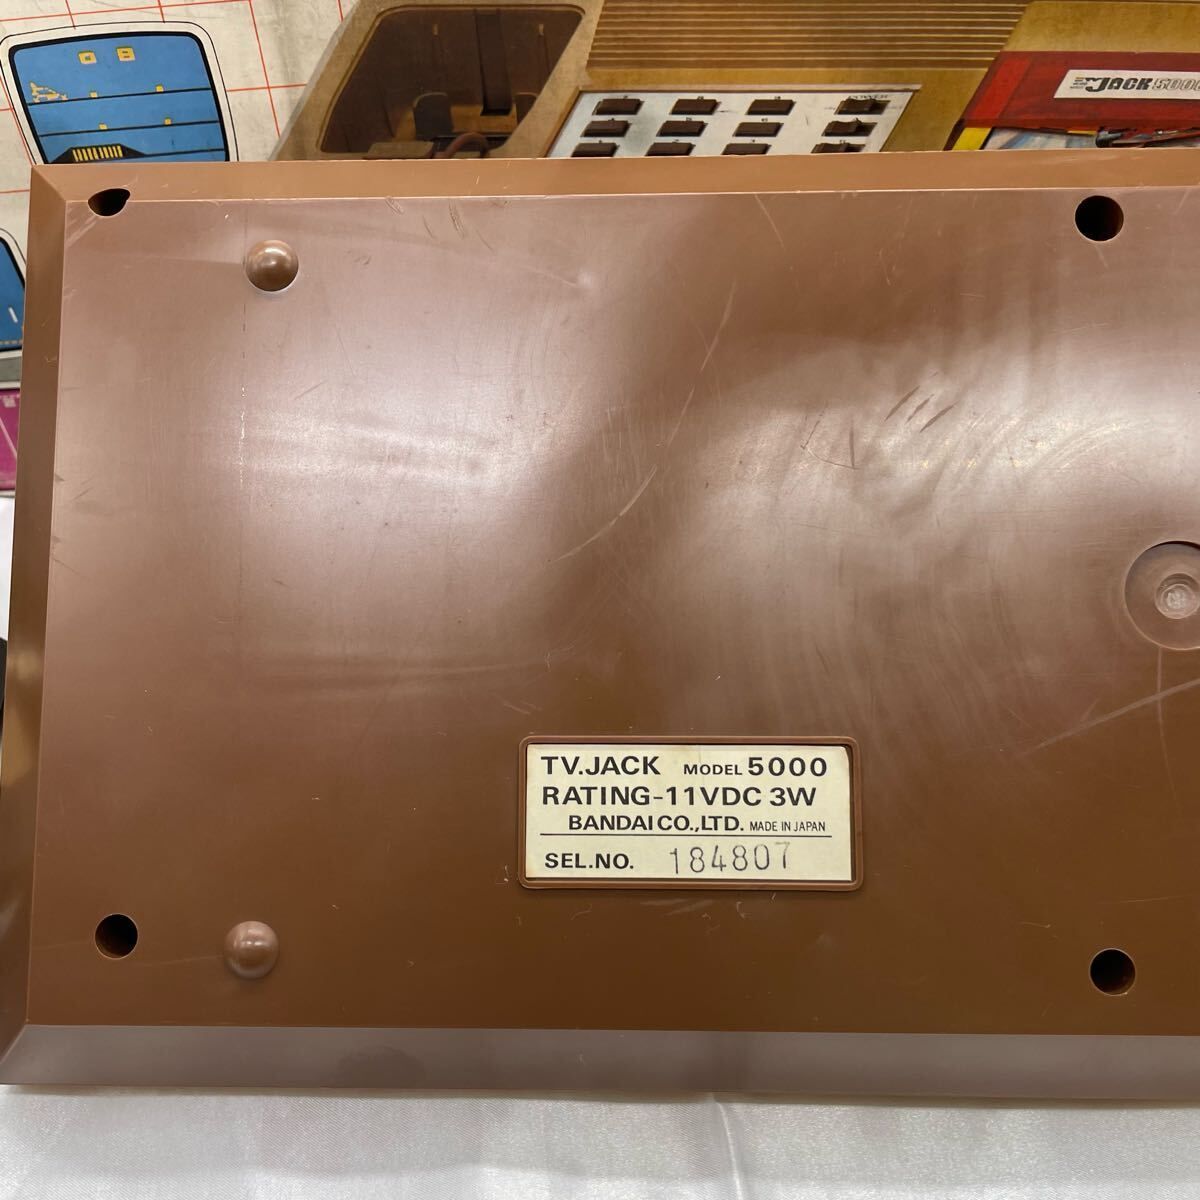 JACK 5000
TV.JACK MODEL 5000
RATING-11VDC 3W
BANDAI CO.,LTD. MADE IN JAPAN
SEL.NO. 184807